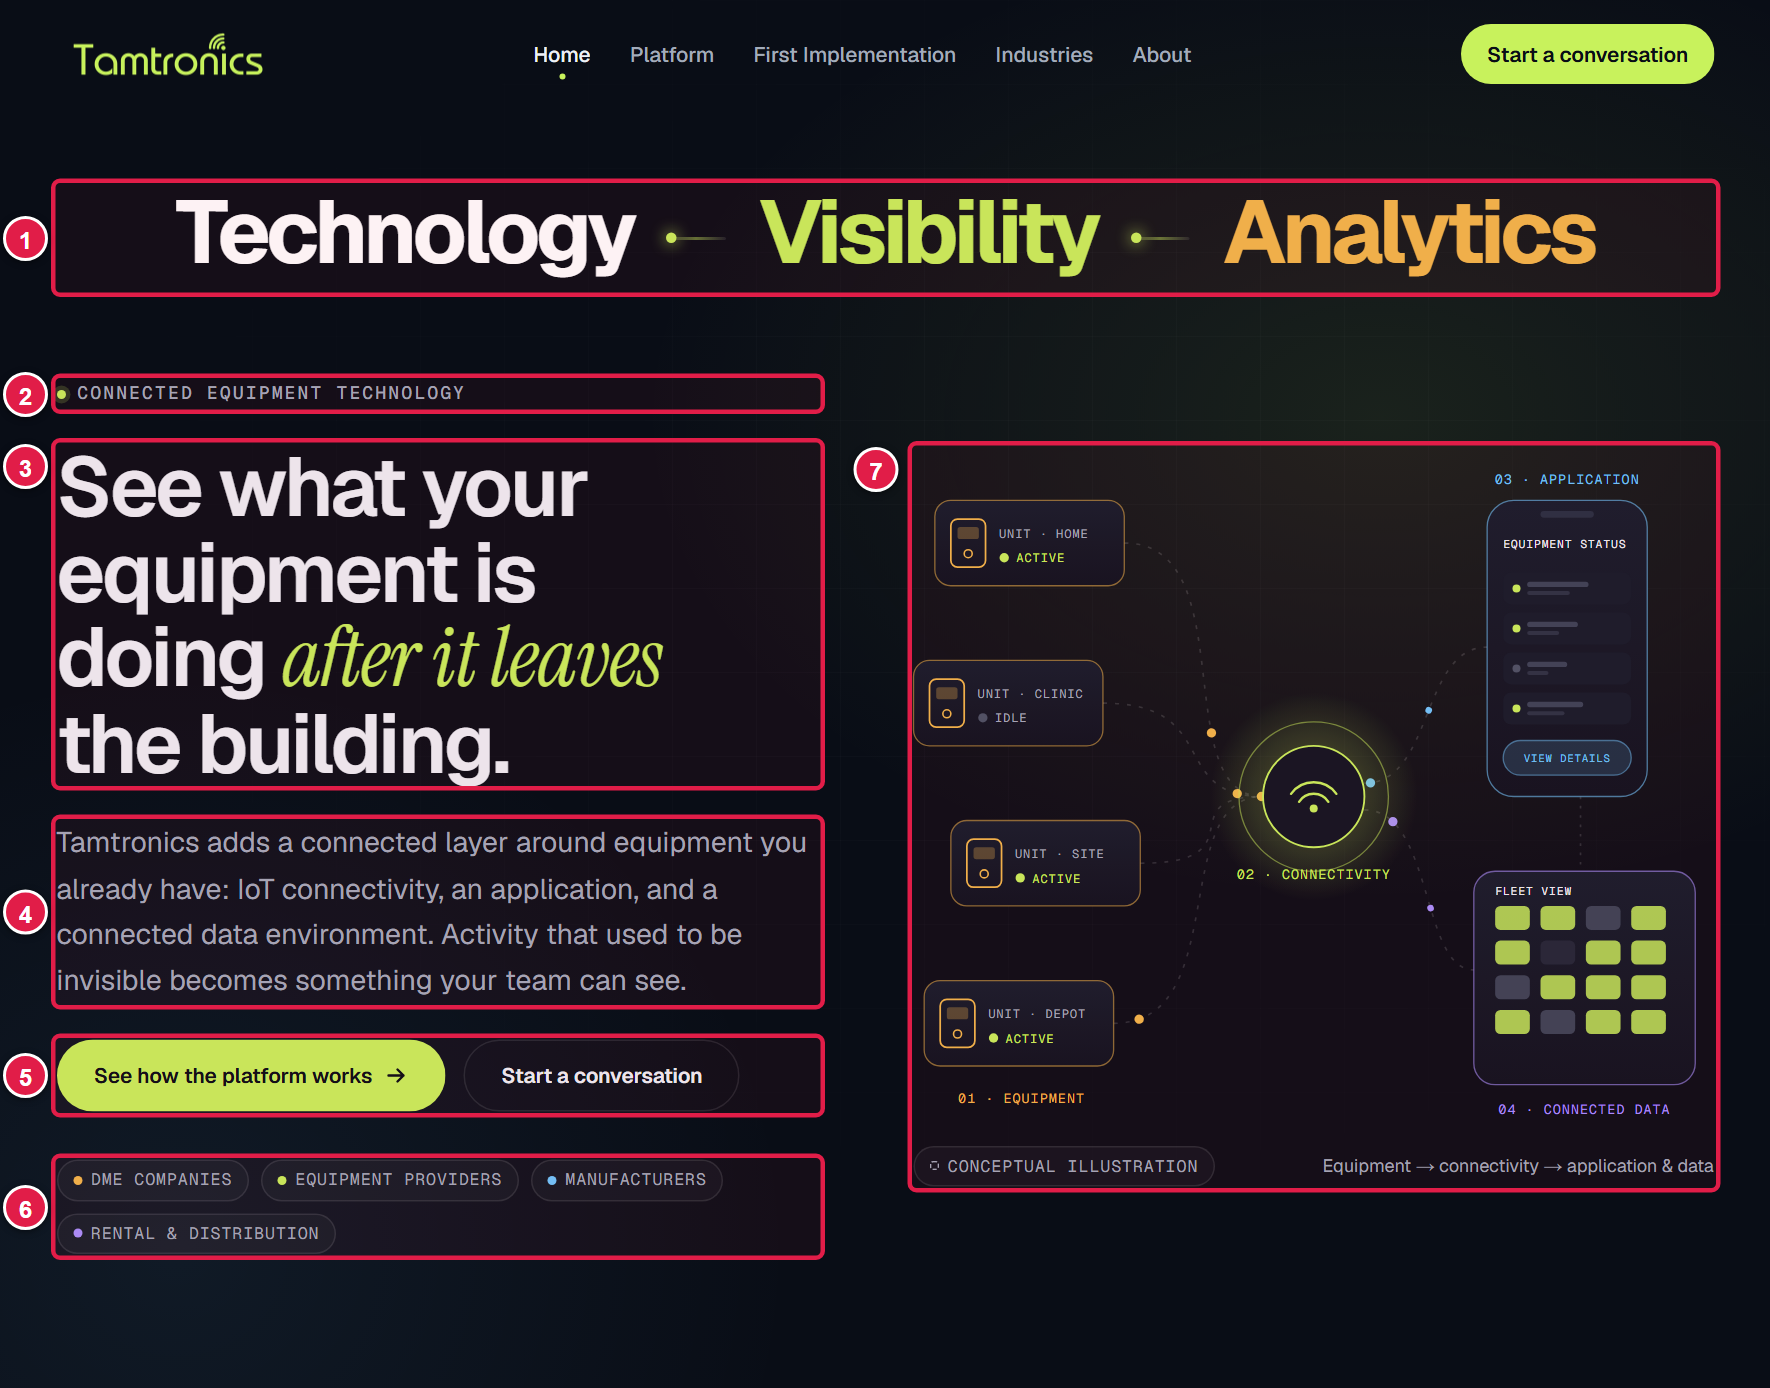 Tamtronics
Home Platform First Implementation Industries About
Start a conversation
1
Technology Visibility Analytics
2
CONNECTED EQUIPMENT TECHNOLOGY
3
See what your
equipment is
doing after it leaves
the building.
4
Tamtronics adds a connected layer around equipment you
already have: IoT connectivity, an application, and a
connected data environment. Activity that used to be
invisible becomes something your team can see.
5
See how the platform works →
Start a conversation
6
DME COMPANIES
EQUIPMENT PROVIDERS
MANUFACTURERS
RENTAL & DISTRIBUTION
7
UNIT · HOME
ACTIVE
UNIT · CLINIC
IDLE
UNIT · SITE
ACTIVE
UNIT · DEPOT
ACTIVE
01 · EQUIPMENT
02 · CONNECTIVITY
03 · APPLICATION
EQUIPMENT STATUS
VIEW DETAILS
FLEET VIEW
04 · CONNECTED DATA
CONCEPTUAL ILLUSTRATION
Equipment → connectivity → application & data